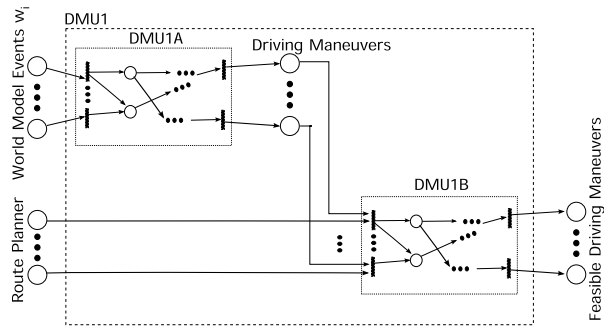 DMU1
DMU1A
World Model Events wi
Driving Maneuvers
DMU1B
Route Planner
Feasible Driving Maneuvers